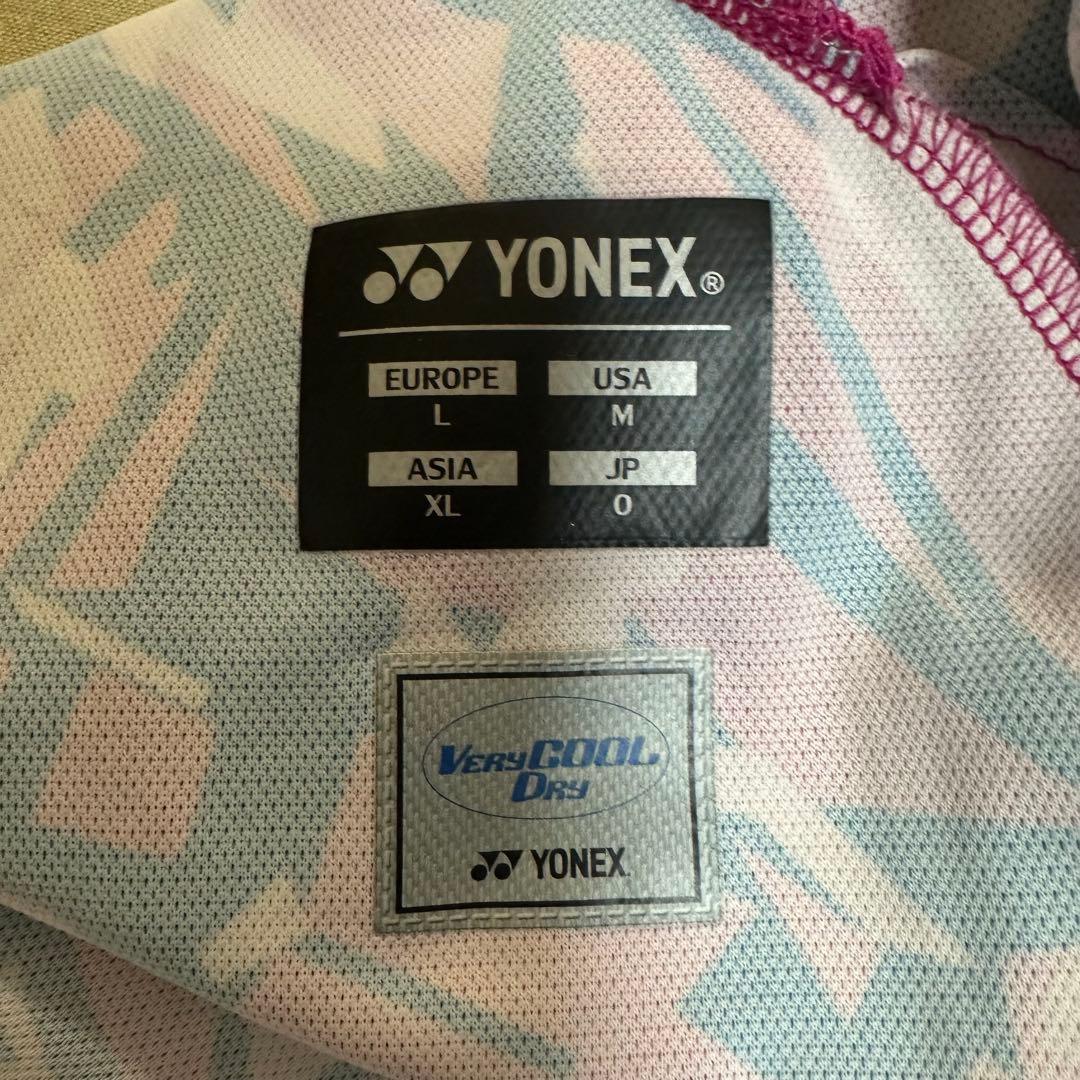 YONEX®
EUROPE USA
L M
ASIA JP
XL O
VERY COOL
DRY
YONEX